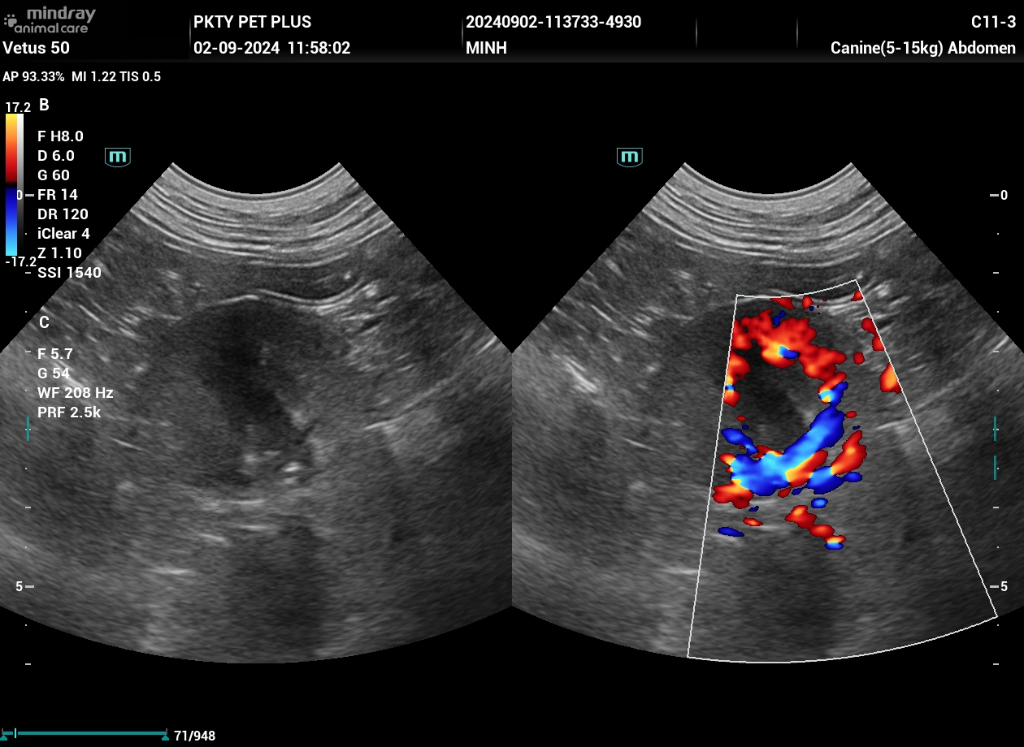 mindray
animalcare
Vetus 50
PKTY PET PLUS
02-09-2024 11:58:02
20240902-113733-4930
MINH
C11-3
Canine(5-15kg) Abdomen
AP 93.33% MI 1.22 TIS 0.5
17.2
B
F H8.0
D 6.0
G 60
0
FR 14
DR 120
iClear 4
-17.2
Z 1.10
SSI 1540
C
F 5.7
G 54
WF 208 Hz
PRF 2.5k
5
m
m
0
5
71/948